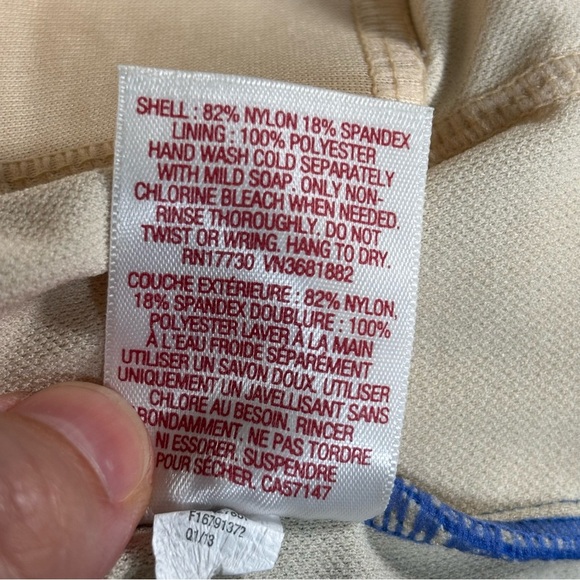 SHELL : 82% NYLON 18% SPANDEX
LINING : 100% POLYESTER
HAND WASH COLD SEPARATELY
WITH MILD SOAP. ONLY NON-
CHLORINE BLEACH WHEN NEEDED.
RINSE THOROUGHLY. DO NOT
TWIST OR WRING. HANG TO DRY.
RN17730 VN3681882
COUCHE EXTÉRIEURE : 82% NYLON,
18% SPANDEX DOUBLURE : 100%
POLYESTER LAVER À LA MAIN
À L'EAU FROIDE SEPARÉMENT
UTILISER UN SAVON DOUX. UTILISER
UNIQUEMENT UN JAVELLISANT SANS
CHLORE AU BESOIN. RINCER
BONDAMMENT, NE PAS TORDRE
NI ESSORER, SUSPENDRE
POUR SÉCHER, CA57147
F16791372
01/13